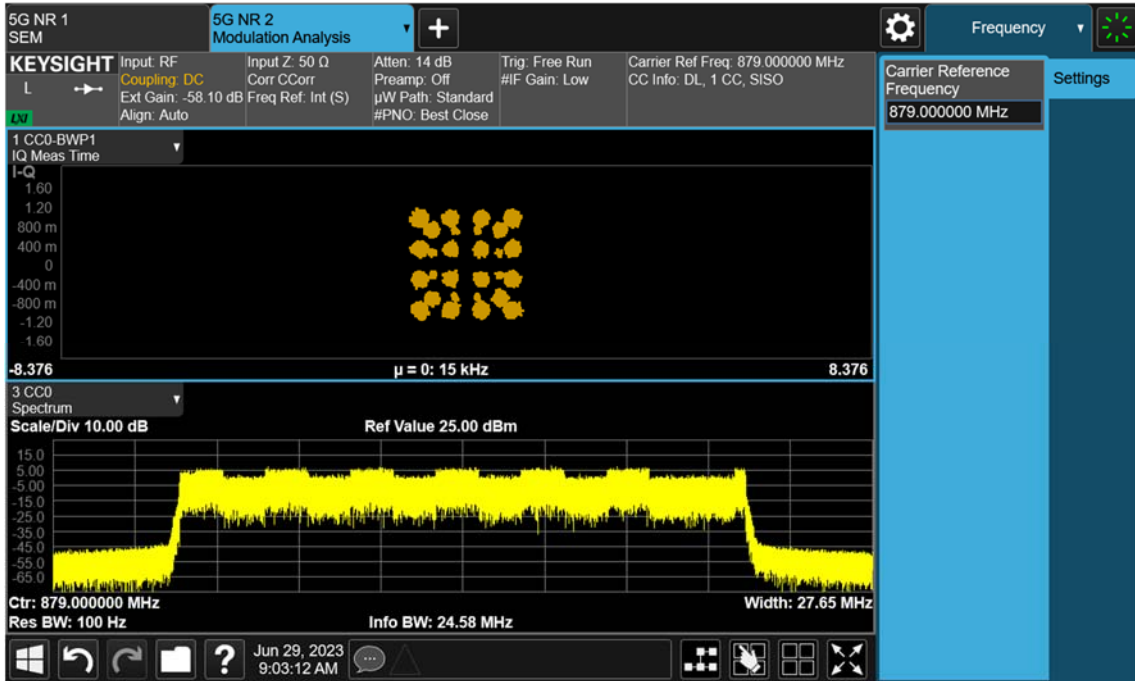 5G NR 1
SEM
5G NR 2
Modulation Analysis
Frequency
KEYSIGHT
L
LXI
Input: RF
Coupling: DC
Ext Gain: -58.10 dB
Align: Auto
Input Z: 50 Ω
Corr CCorr
Freq Ref: Int (S)
Atten: 14 dB
Preamp: Off
µW Path: Standard
#PNO: Best Close
Trig: Free Run
#IF Gain: Low
Carrier Ref Freq: 879.000000 MHz
CC Info: DL, 1 CC, SISO
Carrier Reference
Frequency
879.000000 MHz
Settings
1 CC0-BWP1
IQ Meas Time
I-Q
1.60
1.20
800 m
400 m
0
-400 m
-800 m
-1.20
-1.60
-8.376
µ = 0: 15 kHz
8.376
3 CC0
Spectrum
Scale/Div 10.00 dB
Ref Value 25.00 dBm
15.0
5.00
-5.00
-15.0
-25.0
-35.0
-45.0
-55.0
-65.0
Ctr: 879.000000 MHz
Width: 27.65 MHz
Res BW: 100 Hz
Info BW: 24.58 MHz
?
Jun 29, 2023
9:03:12 AM